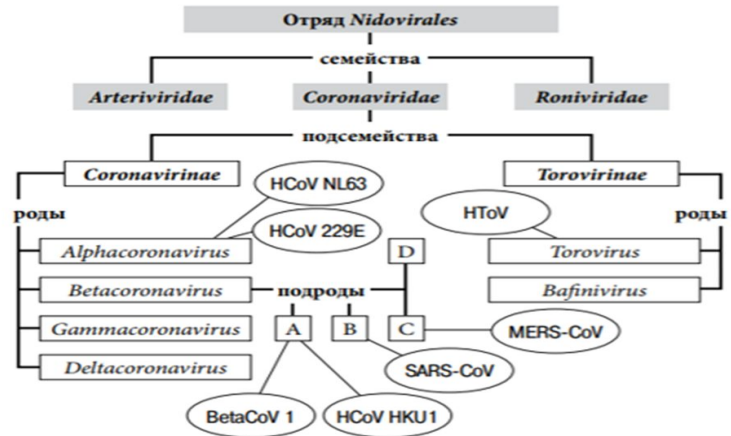 Отряд Nidovirales
семейства
Arteriviridae
Coronaviridae
Roniviridae
подсемейства
Coronavirinae
Torovirinae
HCoV NL63
роды
HToV
роды
HCoV 229E
Alphacoronavirus
D
Torovirus
Betacoronavirus
подроды
Bafinivirus
Gammacoronavirus
A
B
C
MERS-CoV
Deltacoronavirus
SARS-CoV
BetaCoV 1
HCoV HKU1